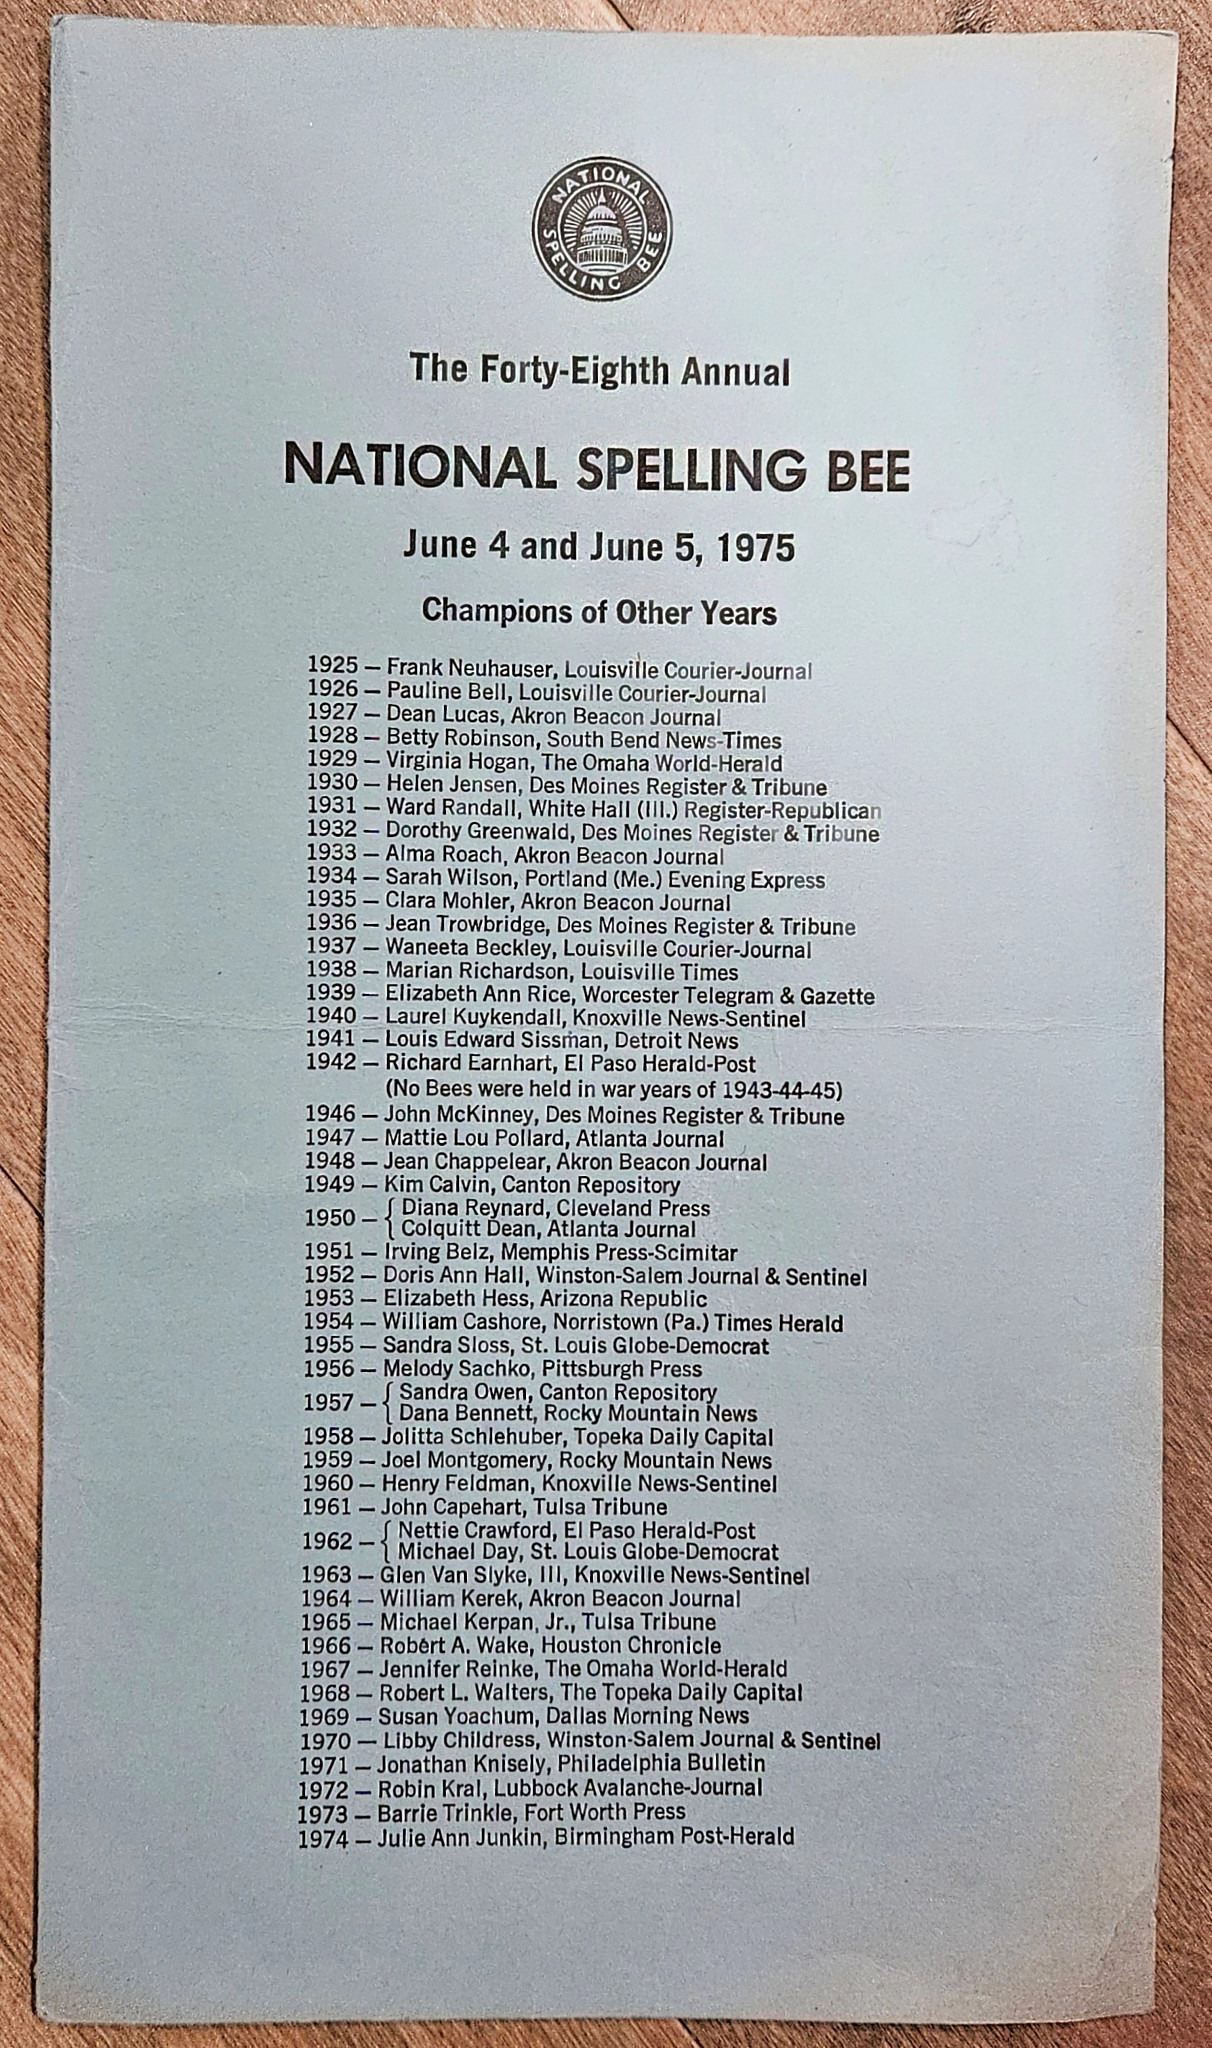 NATIONAL
SPELLING BEE
The Forty-Eighth Annual
NATIONAL SPELLING BEE
June 4 and June 5, 1975
Champions of Other Years
1925 – Frank Neuhauser, Louisville Courier-Journal
1926 – Pauline Bell, Louisville Courier-Journal
1927 – Dean Lucas, Akron Beacon Journal
1928 – Betty Robinson, South Bend News-Times
1929 – Virginia Hogan, The Omaha World-Herald
1930 – Helen Jensen, Des Moines Register & Tribune
1931 – Ward Randall, White Hall (Ill.) Register-Republican
1932 – Dorothy Greenwald, Des Moines Register & Tribune
1933 – Alma Roach, Akron Beacon Journal
1934 – Sarah Wilson, Portland (Me.) Evening Express
1935 – Clara Mohler, Akron Beacon Journal
1936 – Jean Trowbridge, Des Moines Register & Tribune
1937 – Waneeta Beckley, Louisville Courier-Journal
1938 – Marian Richardson, Louisville Times
1939 – Elizabeth Ann Rice, Worcester Telegram & Gazette
1940 – Laurel Kuykendall, Knoxville News-Sentinel
1941 – Louis Edward Sissman, Detroit News
1942 – Richard Earnhart, El Paso Herald-Post
(No Bees were held in war years of 1943-44-45)
1946 – John McKinney, Des Moines Register & Tribune
1947 – Mattie Lou Pollard, Atlanta Journal
1948 – Jean Chappelear, Akron Beacon Journal
1949 – Kim Calvin, Canton Repository
1950 – { Diana Reynard, Cleveland Press
Colquitt Dean, Atlanta Journal
1951 – Irving Belz, Memphis Press-Scimitar
1952 – Doris Ann Hall, Winston-Salem Journal & Sentinel
1953 – Elizabeth Hess, Arizona Republic
1954 – William Cashore, Norristown (Pa.) Times Herald
1955 – Sandra Sloss, St. Louis Globe-Democrat
1956 – Melody Sachko, Pittsburgh Press
1957 – { Sandra Owen, Canton Repository
Dana Bennett, Rocky Mountain News
1958 – Jolitta Schlehuber, Topeka Daily Capital
1959 – Joel Montgomery, Rocky Mountain News
1960 – Henry Feldman, Knoxville News-Sentinel
1961 – John Capehart, Tulsa Tribune
1962 – { Nettie Crawford, El Paso Herald-Post
Michael Day, St. Louis Globe-Democrat
1963 – Glen Van Slyke, III, Knoxville News-Sentinel
1964 – William Kerek, Akron Beacon Journal
1965 – Michael Kerpan, Jr., Tulsa Tribune
1966 – Robert A. Wake, Houston Chronicle
1967 – Jennifer Reinke, The Omaha World-Herald
1968 – Robert L. Walters, The Topeka Daily Capital
1969 – Susan Yoachum, Dallas Morning News
1970 – Libby Childress, Winston-Salem Journal & Sentinel
1971 – Jonathan Knisely, Philadelphia Bulletin
1972 – Robin Kral, Lubbock Avalanche-Journal
1973 – Barrie Trinkle, Fort Worth Press
1974 – Julie Ann Junkin, Birmingham Post-Herald